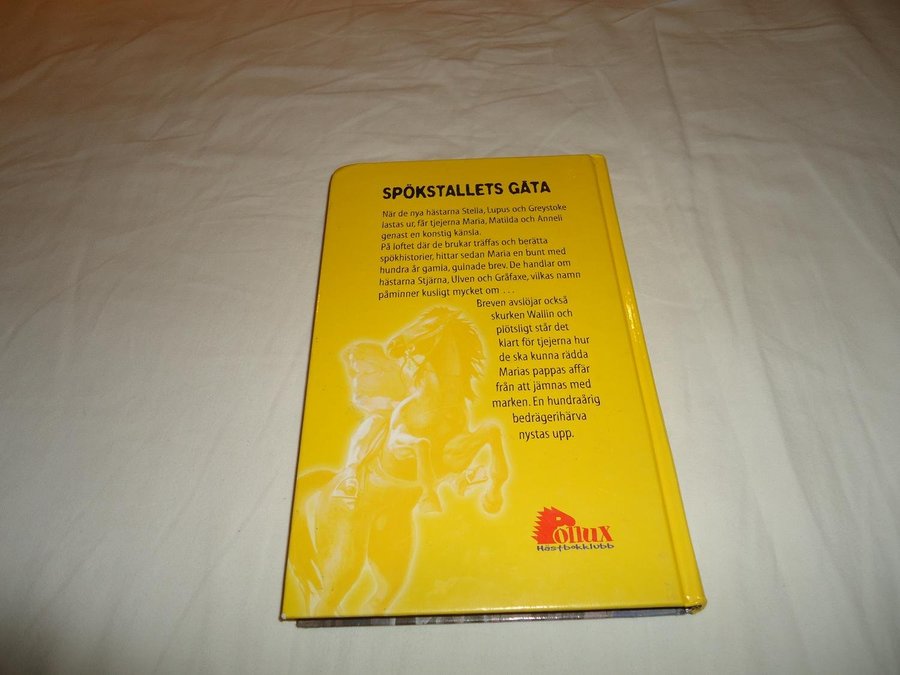 SPÖKSTALLETS GÅTA
När de nya hästarna Stella, Lupus och Greystoke
lastas ur, får tjejerna Maria, Matilda och Anneli
genast en konstig känsla.
På loftet där de brukar träffas och berätta
spökhistorier, hittar sedan Maria en bunt med
hundra år gamla, gulnade brev. De handlar om
hästarna Stjärna, Ulven och Gråfaxe, vilkas namn
påminner kusligt mycket om ...
Breven avslöjar också
skurken Wallin och
plötsligt står det
klart för tjejerna hur
de ska kunna rädda
Marias pappas affär
från att jämnas med
marken. En hundraårig
bedrägerihärva
nystas upp.
Pollux
Hästbokklubb